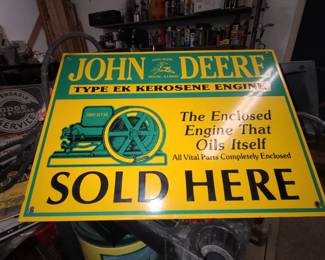 JOHN DEERE
TYPE EK KEROSENE ENGINE
The Enclosed
Engine That
Oils Itself
All Vital Parts Completely Enclosed
SOLD HERE
SERVICE